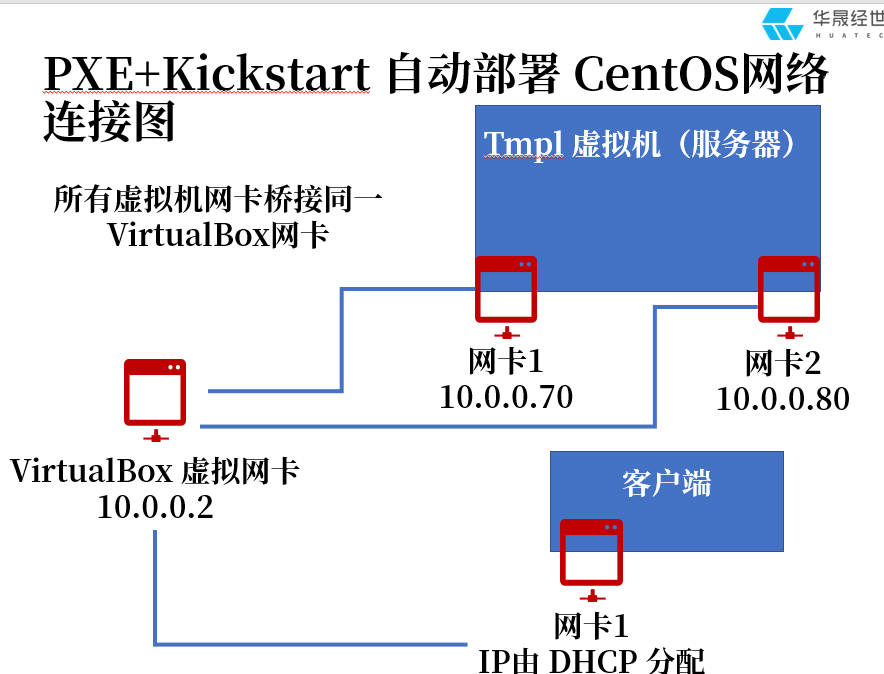 华晟经世
HUATEC
PXE+Kickstart 自动部署 CentOS网络
连接图
Tmpl 虚拟机（服务器）
所有虚拟机网卡桥接同一
VirtualBox网卡
网卡1
10.0.0.70
网卡2
10.0.0.80
VirtualBox 虚拟网卡
10.0.0.2
客户端
网卡1
IP由 DHCP 分配